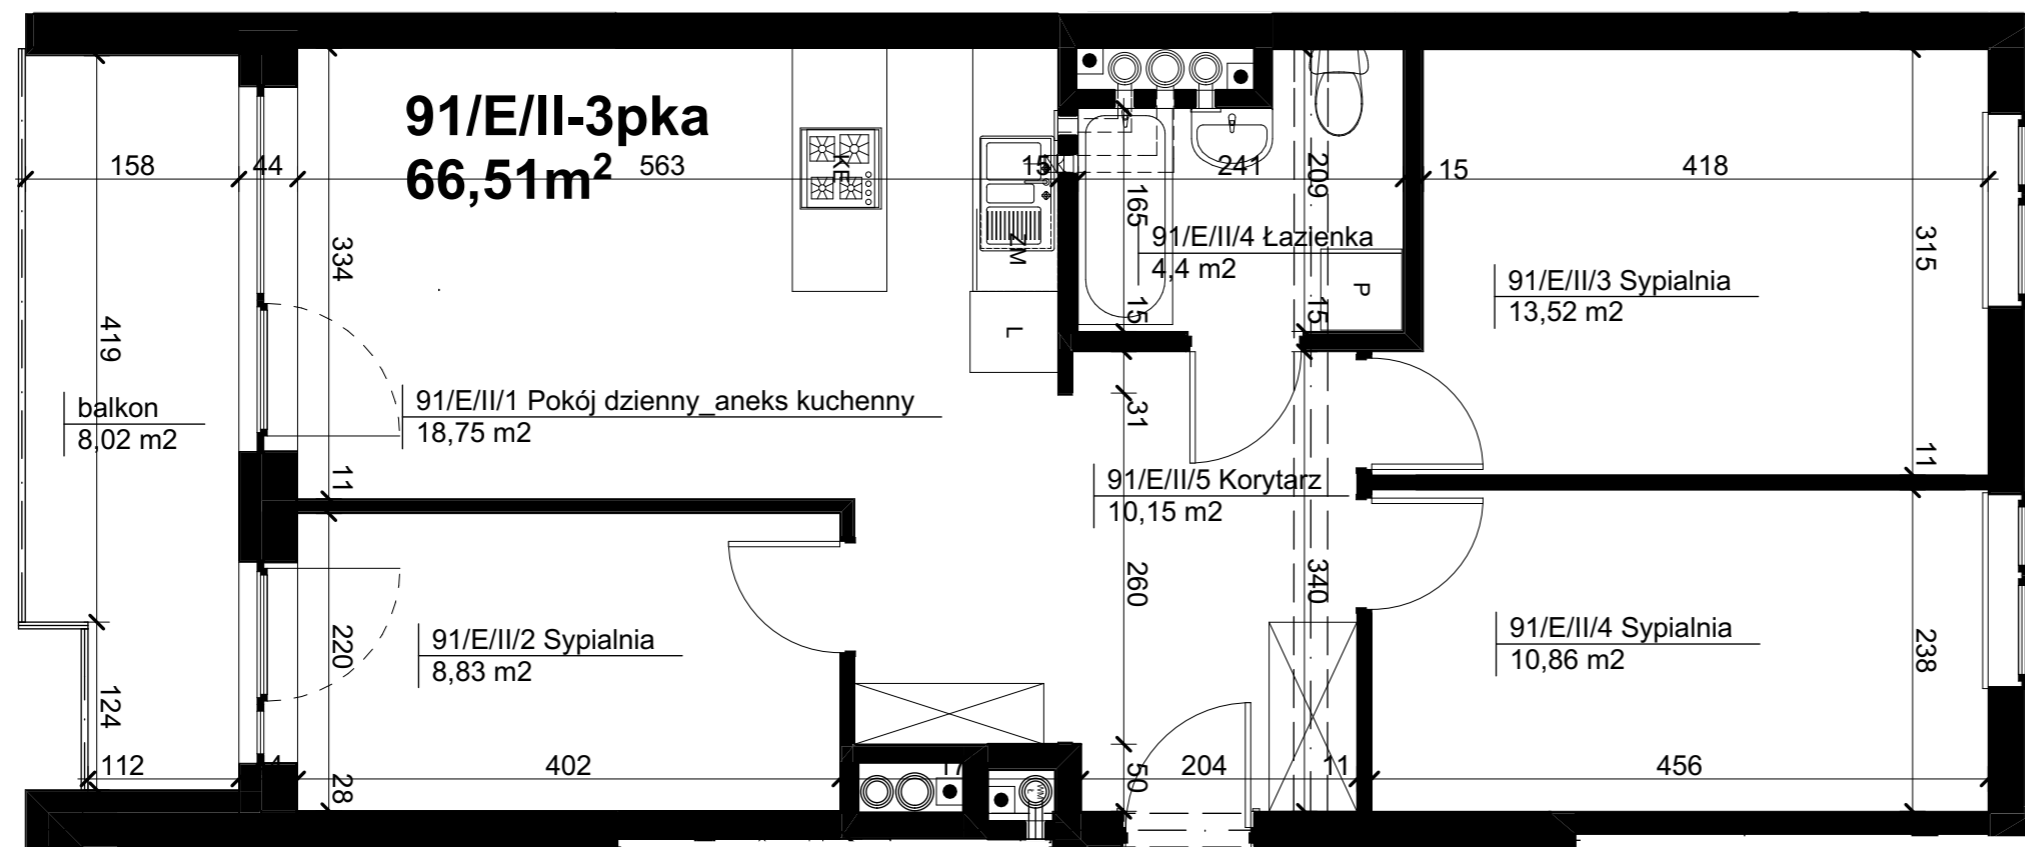 91/E/II-3pka
66,51m²
158
44
563
15
241
15
418
KE
ZM
L
P
334
165
209
15
15
315
91/E/II/4 Łazienka
4,4 m2
91/E/II/3 Sypialnia
13,52 m2
419
balkon
8,02 m2
91/E/II/1 Pokój dzienny_aneks kuchenny
18,75 m2
31
11
11
91/E/II/5 Korytarz
10,15 m2
260
340
220
91/E/II/2 Sypialnia
8,83 m2
91/E/II/4 Sypialnia
10,86 m2
238
124
112
28
402
17
50
204
11
456